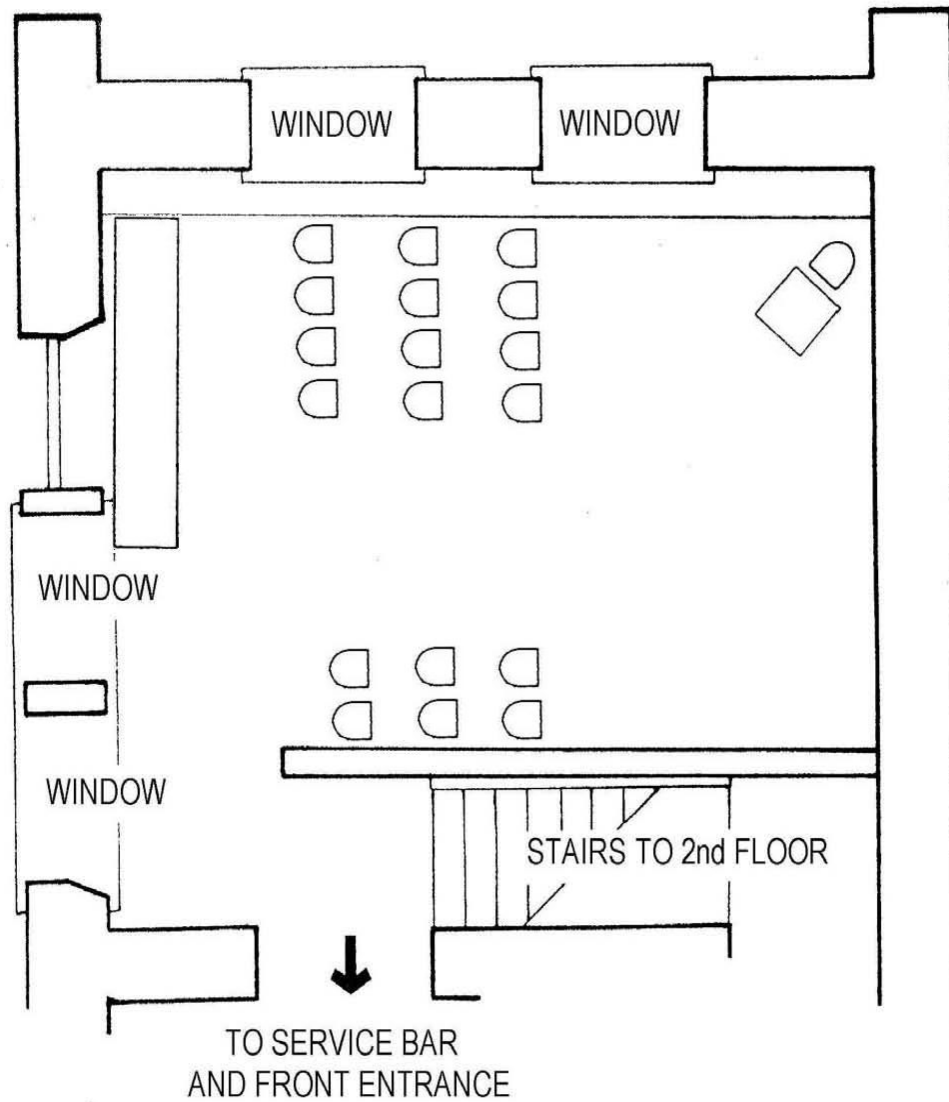 WINDOW
WINDOW
WINDOW
WINDOW
STAIRS TO 2nd FLOOR
TO SERVICE BAR
AND FRONT ENTRANCE